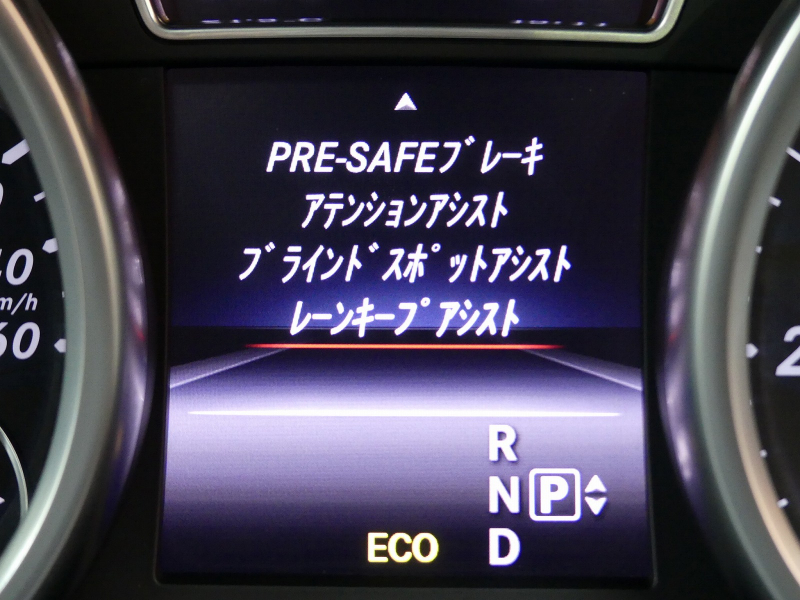 PRE-SAFEブレーキ
アテンションアシスト
ブラインドスポットアシスト
レーンキープアシスト
km/h
60
R
N P
ECO D